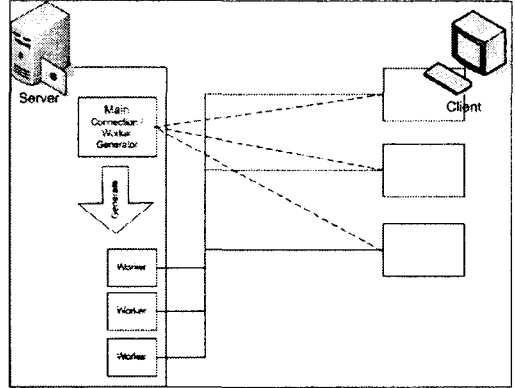 Server
Client
Main
Connection /
Worker
Generator
Generate
Worker
Worker
Worker